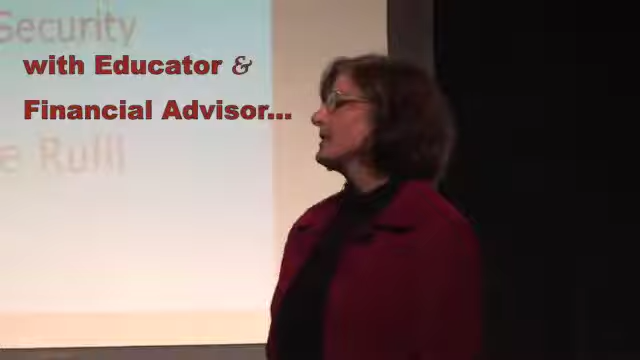 Security
with Educator &
Financial Advisor...
e Rulli